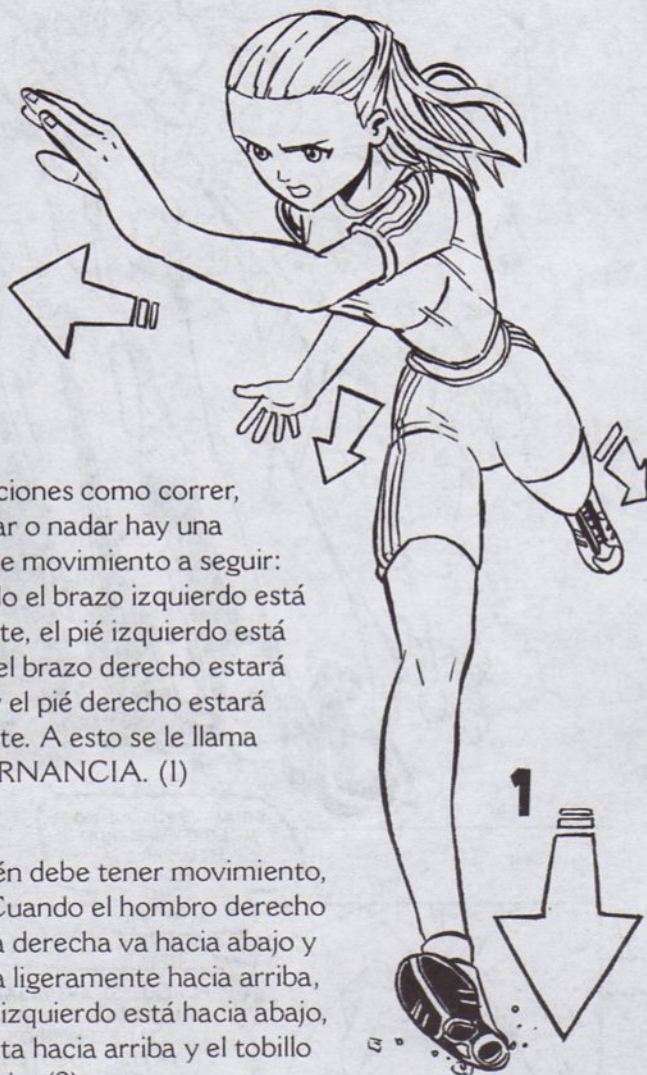 ciones como correr,
ar o nadar hay una
e movimiento a seguir:
o el brazo izquierdo está
te, el pié izquierdo está
el brazo derecho estará
y el pié derecho estará
te. A esto se le llama
RNANCIA. (1)
1
én debe tener movimiento,
Cuando el hombro derecho
a derecha va hacia abajo y
a ligeramente hacia arriba,
izquierdo está hacia abajo,
ta hacia arriba y el tobillo